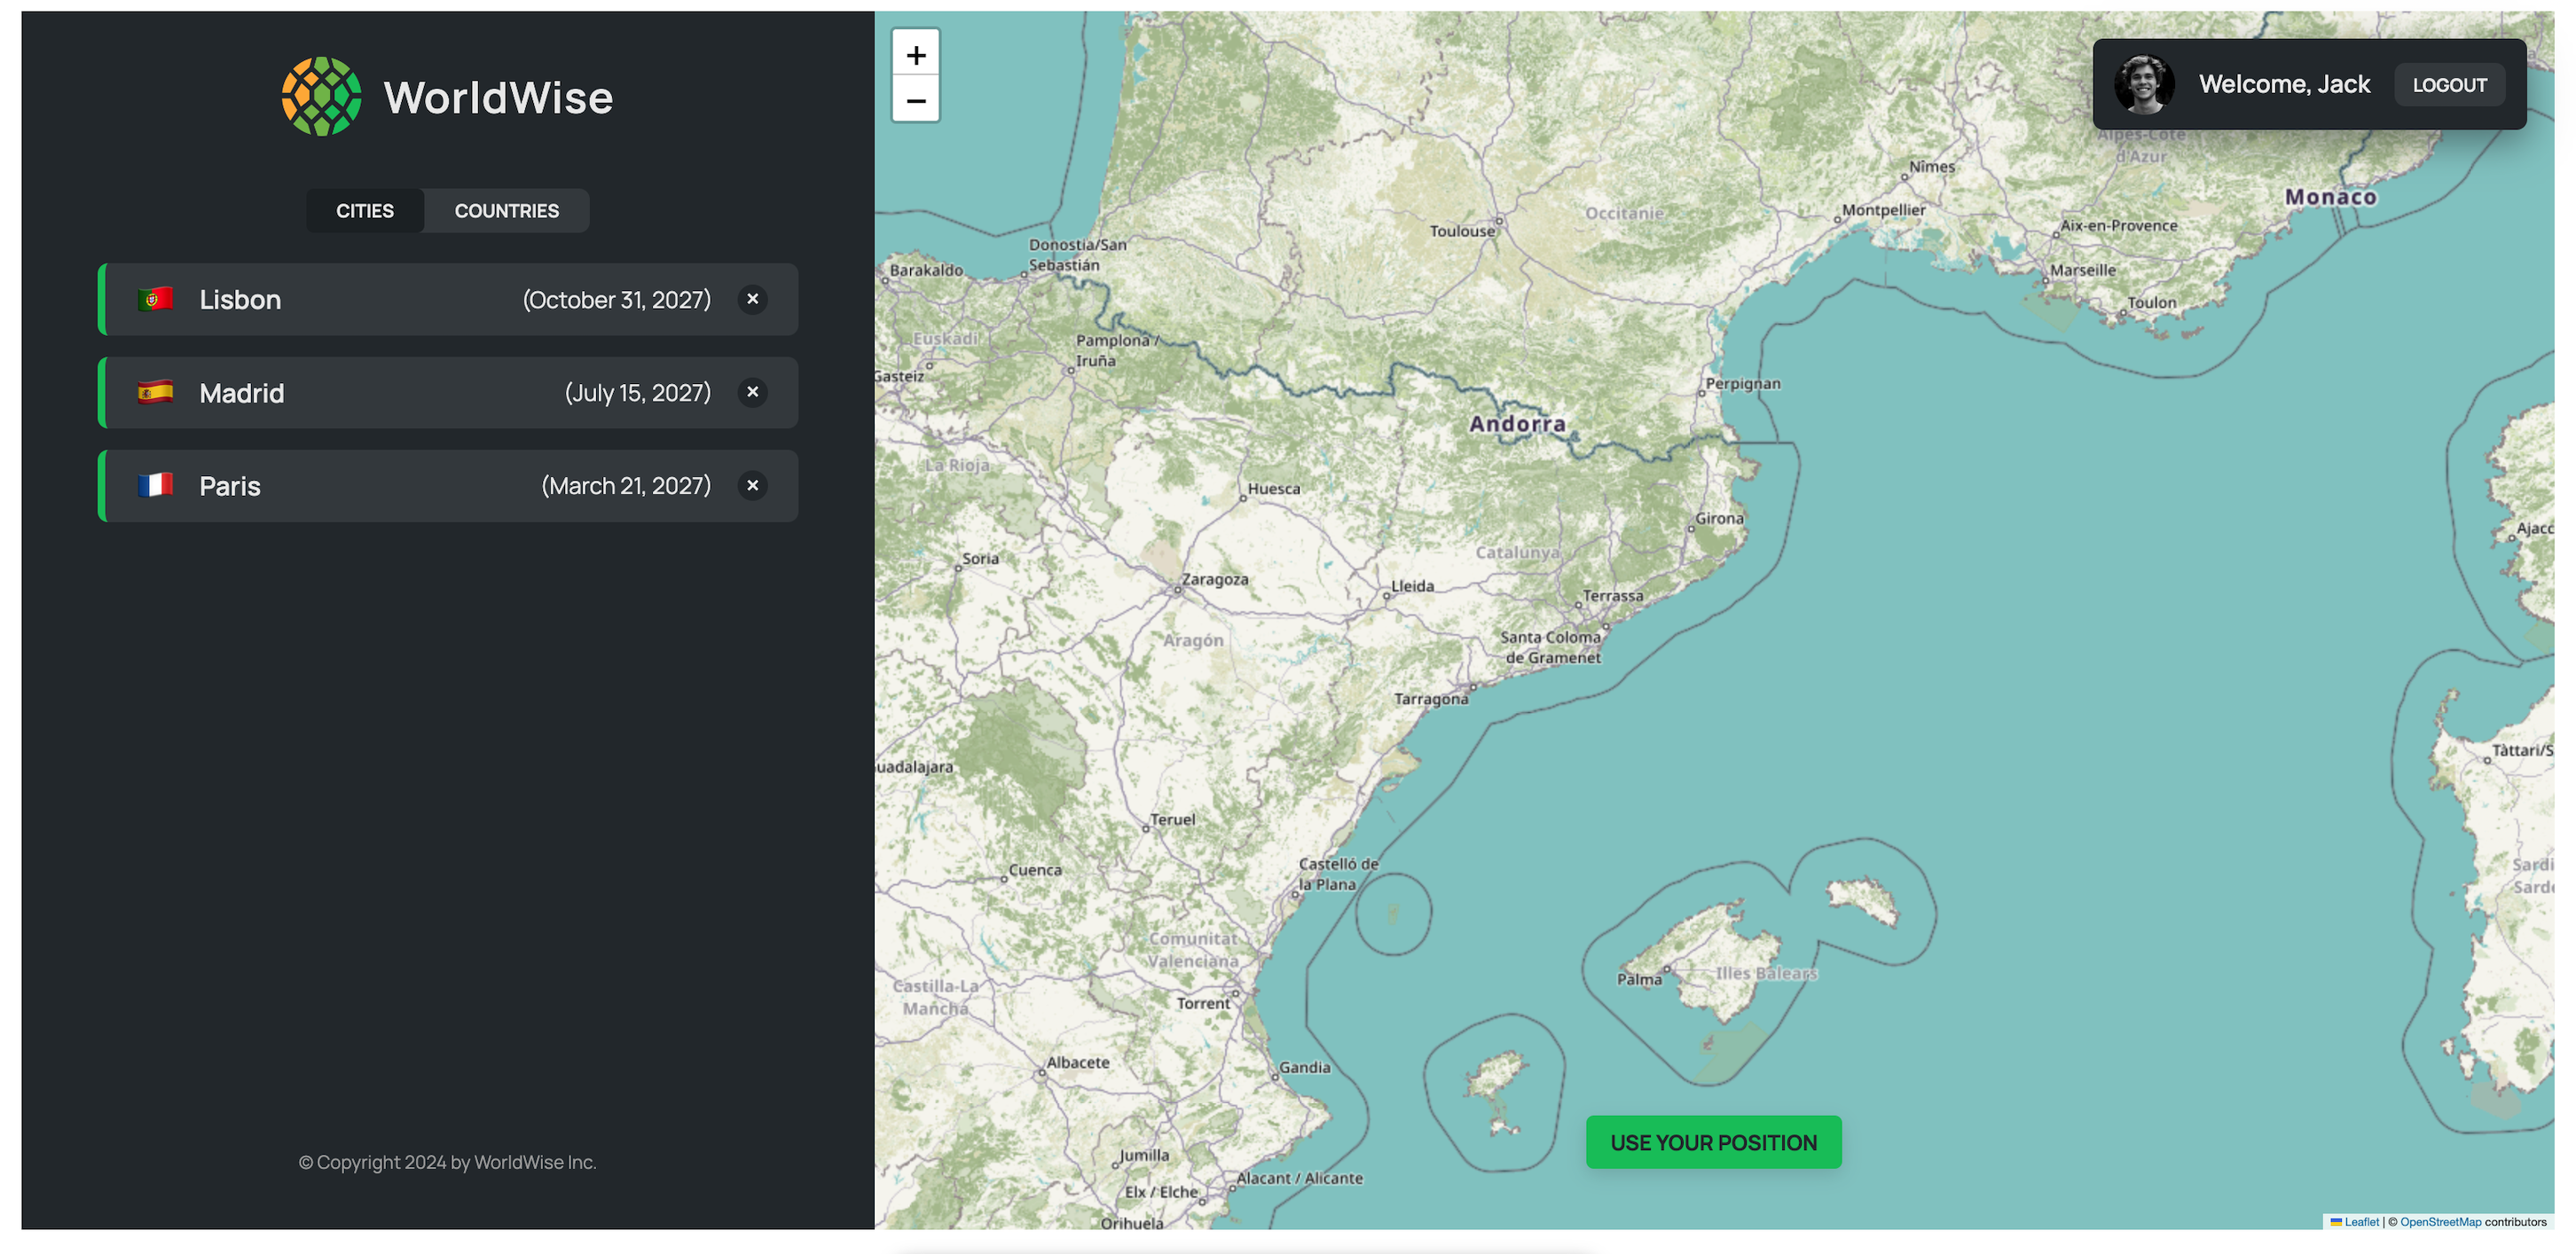 WorldWise
CITIES
COUNTRIES
Lisbon
(October 31, 2027)
×
Madrid
(July 15, 2027)
×
Paris
(March 21, 2027)
×
© Copyright 2024 by WorldWise Inc.
+
−
Welcome, Jack
LOGOUT
Alpes-Côte
d'Azur
Nîmes
Monaco
Montpellier
Occitanie
Aix-en-Provence
Toulouse
Donostia/San
Sebastián
Barakaldo
Marseille
Toulon
Euskadi
Pamplona /
Iruña
Gasteiz
Perpignan
Andorra
La Rioja
Huesca
Girona
Ajacc
Catalunya
Soria
Zaragoza
Lleida
Terrassa
Aragón
Santa Coloma
de Gramenet
Tarragona
Tàttari/S
uadalajara
Teruel
Castelló de
la Plana
Cuenca
Sardi
Sarde
Comunitat
Valenciana
Illes Balears
Palma
Castilla-La
Mancha
Torrent
Albacete
Gandia
USE YOUR POSITION
Jumilla
Alacant / Alicante
Elx / Elche
Orihuela
Leaflet | © OpenStreetMap contributors